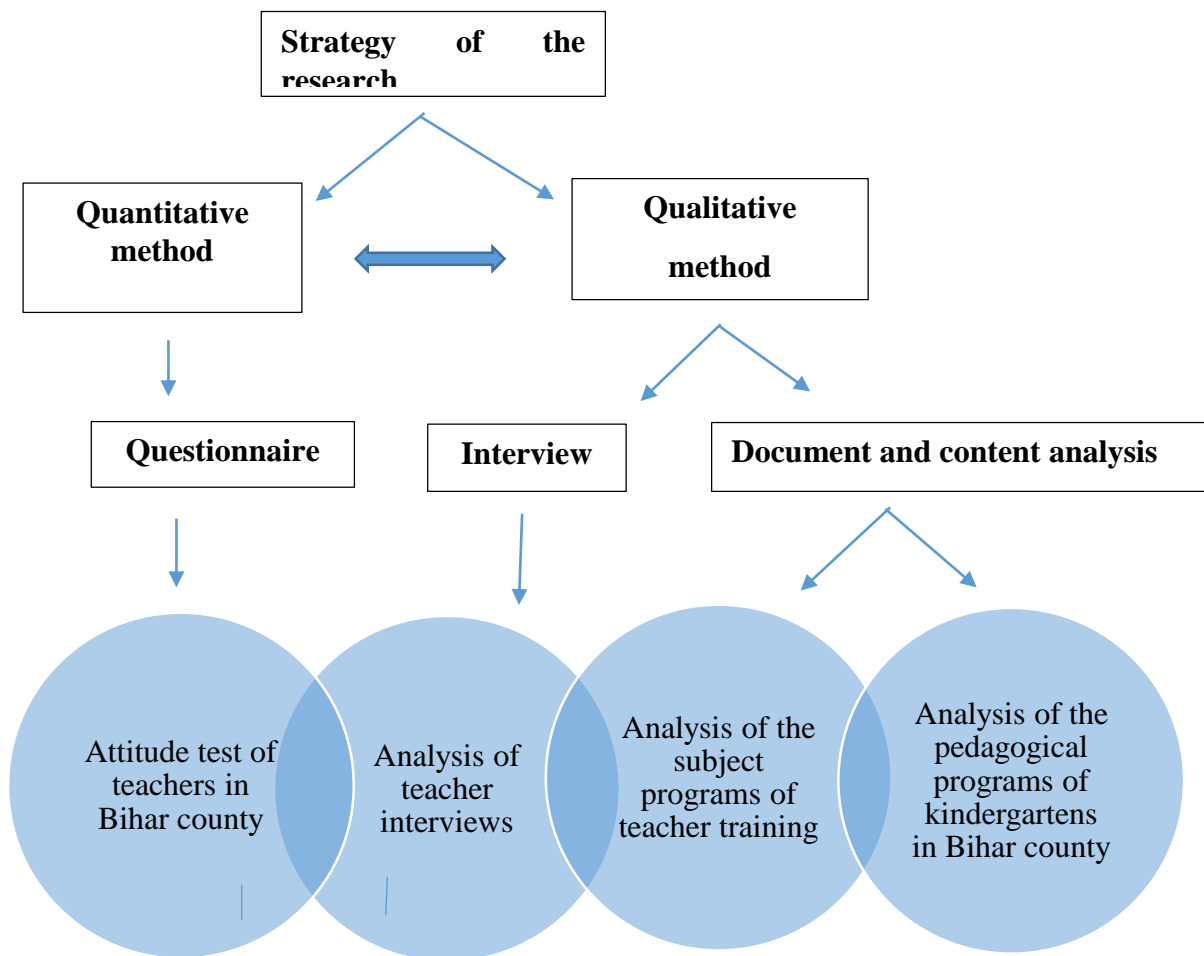 Strategy of the
research
Quantitative
method
Qualitative
method
Questionnaire
Interview
Document and content analysis
Attitude test of
teachers in
Bihar county
Analysis of
teacher
interviews
Analysis of the
subject
programs of
teacher training
Analysis of the
pedagogical
programs of
kindergartens
in Bihar county